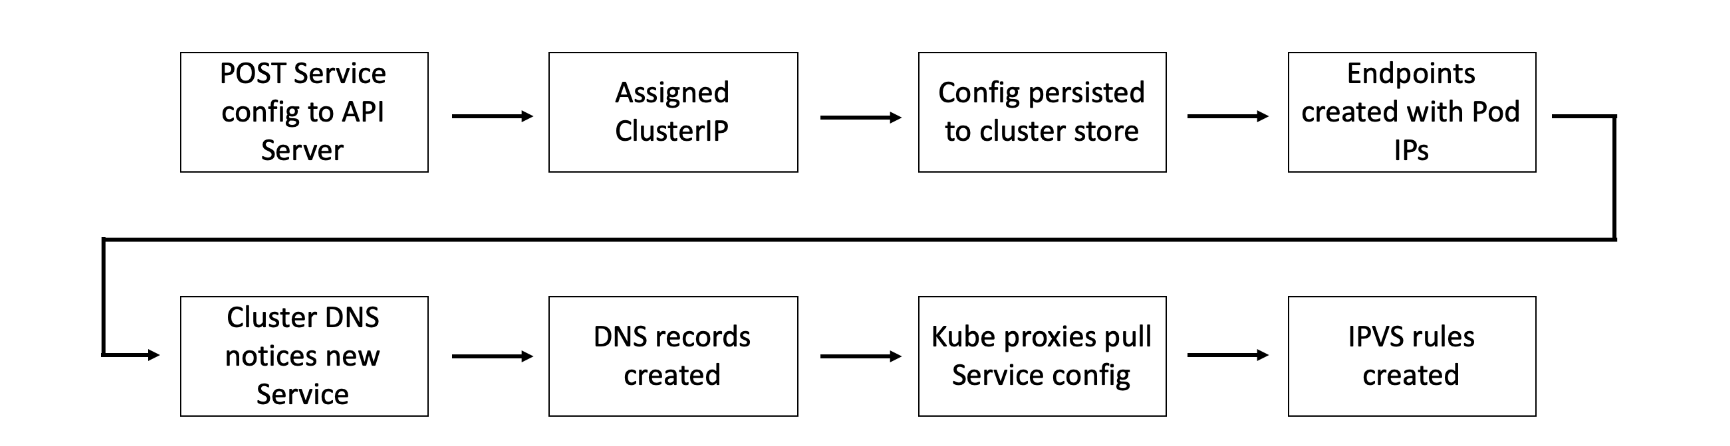 POST Service
config to API
Server
Assigned
ClusterIP
Config persisted
to cluster store
Endpoints
created with Pod
IPs
Cluster DNS
notices new
Service
DNS records
created
Kube proxies pull
Service config
IPVS rules
created